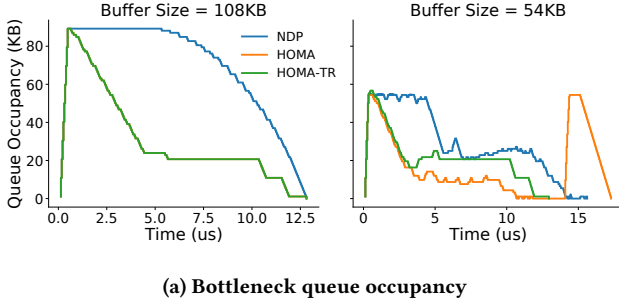 Buffer Size = 108KB
Buffer Size = 54KB
Queue Occupancy (KB)
80
60
40
20
0
NDP
HOMA
HOMA-TR
0.0 2.5 5.0 7.5 10.0 12.5
0 5 10 15
Time (us)
Time (us)
(a) Bottleneck queue occupancy